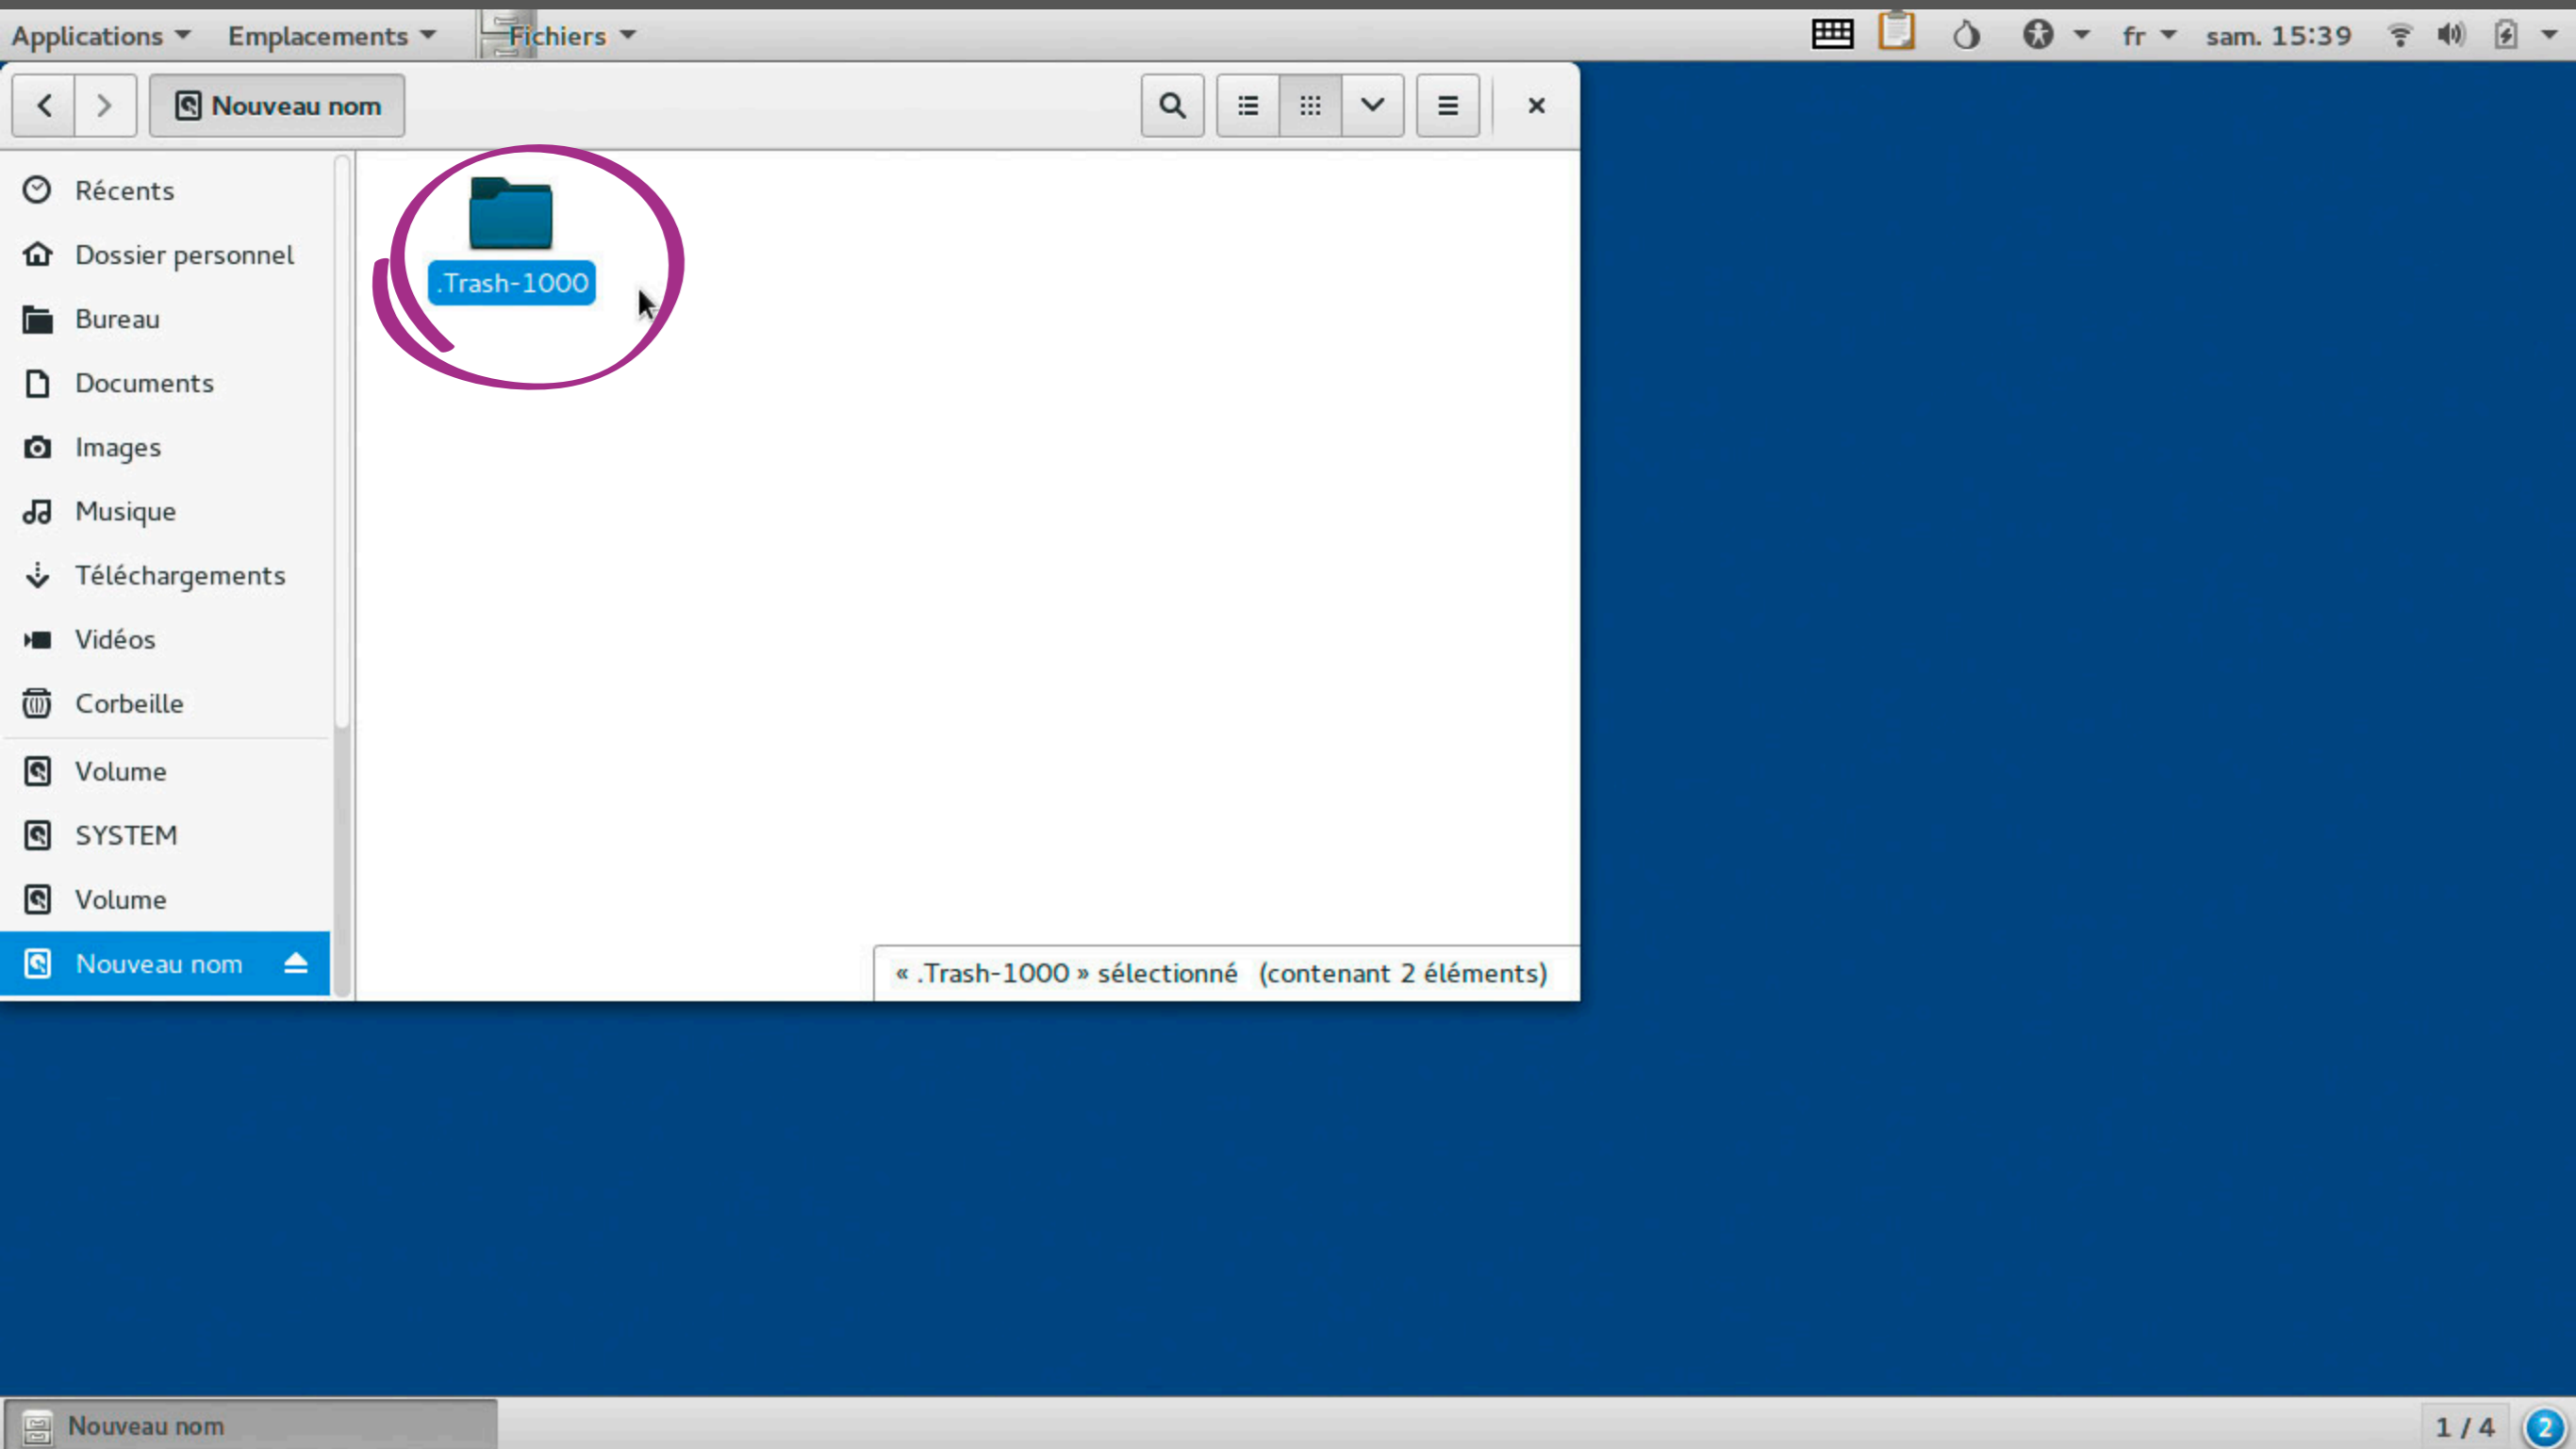 Applications Emplacements Fichiers fr sam. 15:39
Nouveau nom
Récents
Dossier personnel
Bureau
Documents
Images
Musique
Téléchargements
Vidéos
Corbeille
Volume
SYSTEM
Volume
Nouveau nom
.Trash-1000
« .Trash-1000 » sélectionné (contenant 2 éléments)
Nouveau nom
1 / 4 2